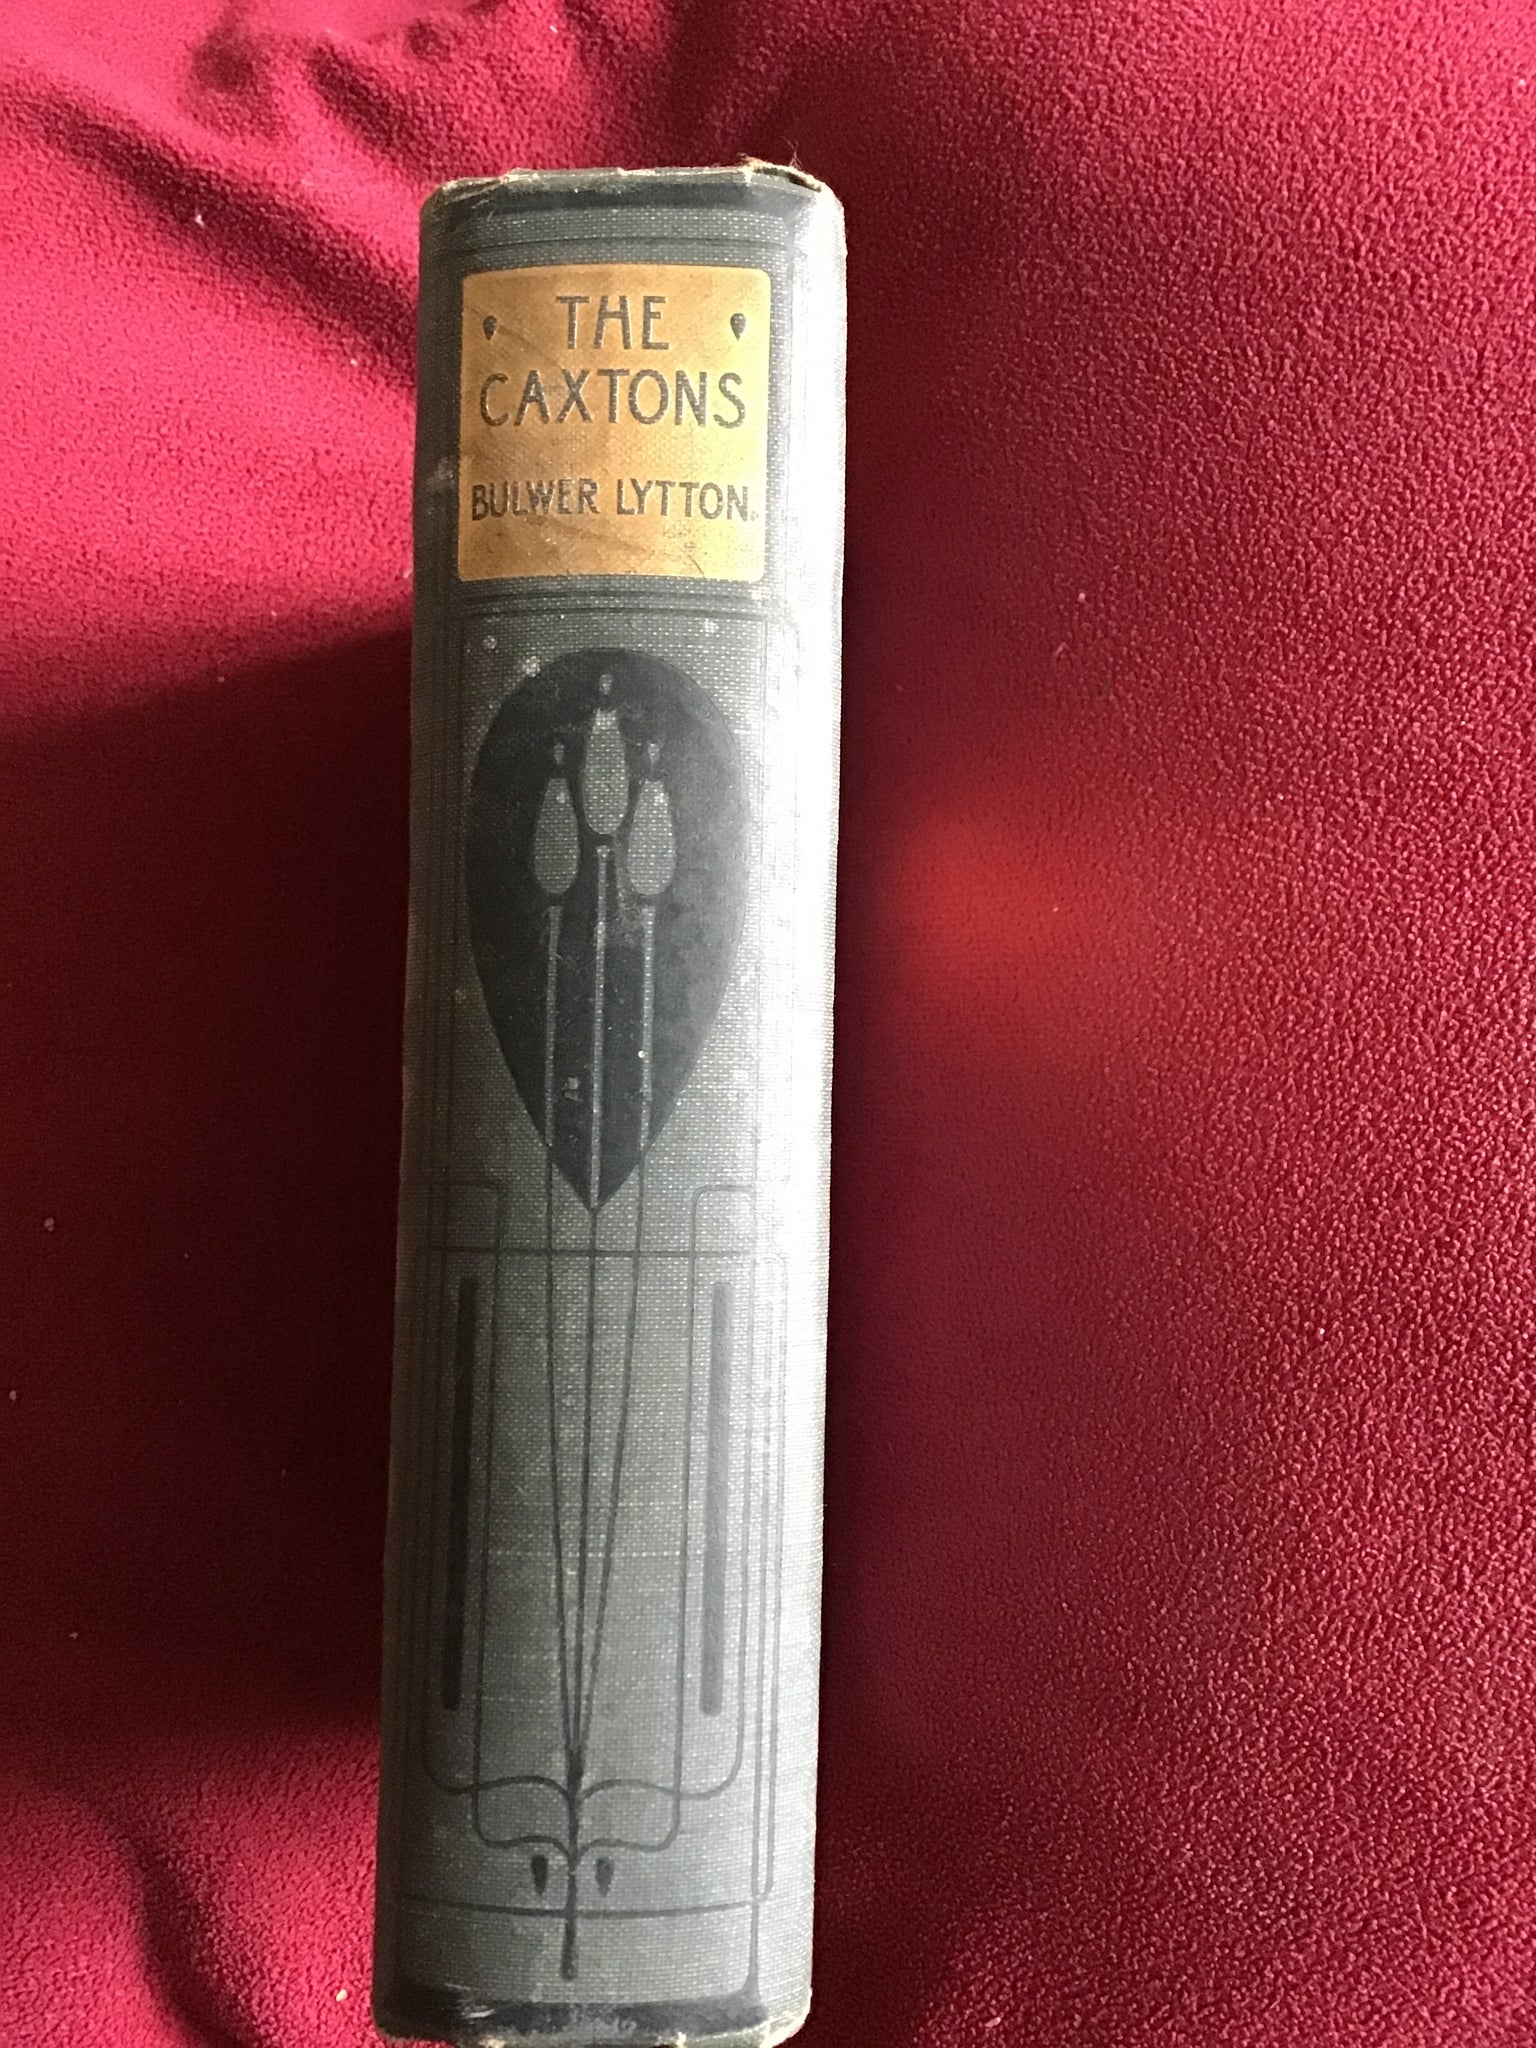 THE
CAXTONS
BULWER LYTTON.